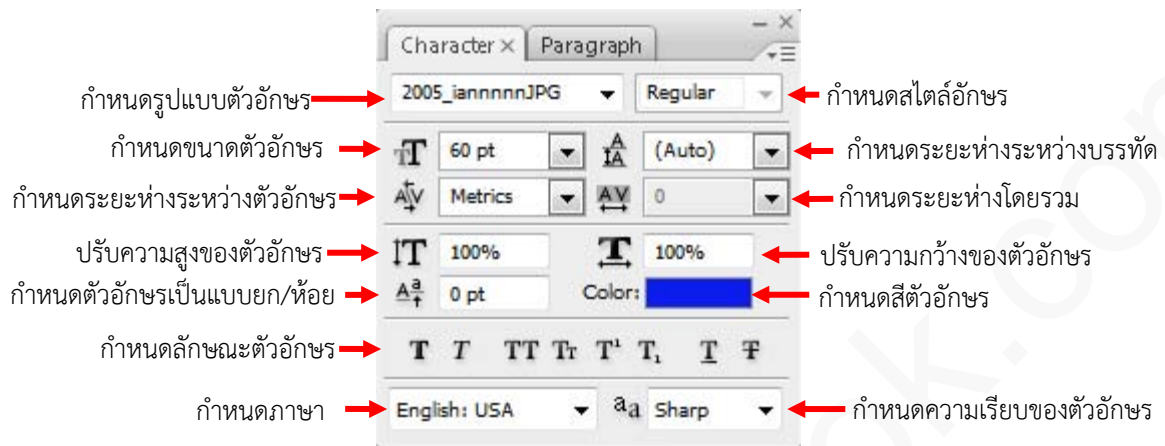 Character × Paragraph
กำหนดรูปแบบตัวอักษร 2005_iannnnnJPG Regular กำหนดสไตล์อักษร
กำหนดขนาดตัวอักษร 60 pt (Auto) กำหนดระยะห่างระหว่างบรรทัด
กำหนดระยะห่างระหว่างตัวอักษร Metrics 0 กำหนดระยะห่างโดยรวม
ปรับความสูงของตัวอักษร 100% 100% ปรับความกว้างของตัวอักษร
กำหนดตัวอักษรเป็นแบบยก/ห้อย 0 pt Color: กำหนดสีตัวอักษร
กำหนดลักษณะตัวอักษร T T TT Tr T¹ T₁ T T
กำหนดภาษา English: USA aa Sharp กำหนดความเรียบของตัวอักษร